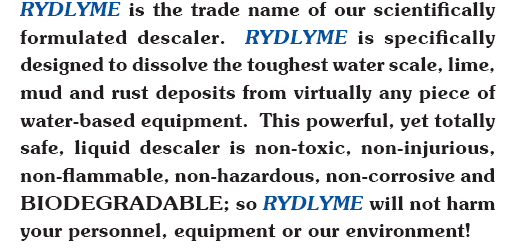 RYDLYME is the trade name of our scientifically
formulated descaler. RYDLYME is specifically
designed to dissolve the toughest water scale, lime,
mud and rust deposits from virtually any piece of
water-based equipment. This powerful, yet totally
safe, liquid descaler is non-toxic, non-injurious,
non-flammable, non-hazardous, non-corrosive and
BIODEGRADABLE; so RYDLYME will not harm
your personnel, equipment or our environment!